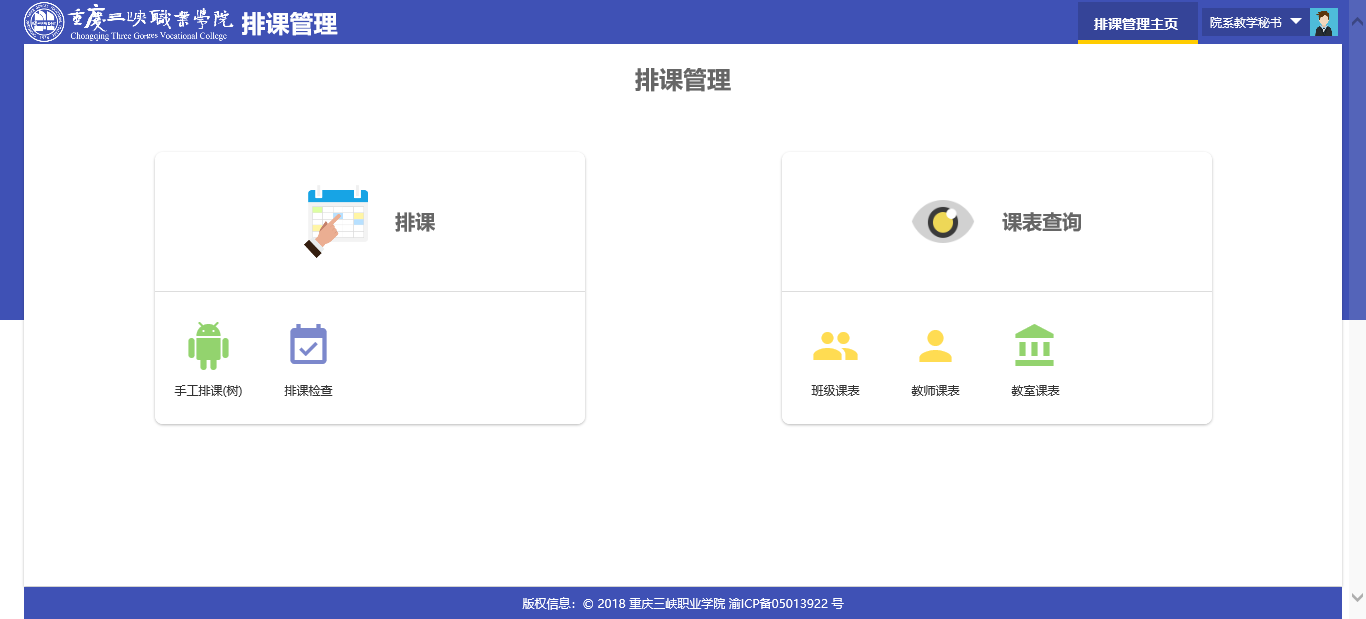 重庆三峡職業學院
Chongqing Three Gorges Vocational College
排课管理
排课管理主页
院系教学秘书
排课管理
排课
课表查询
手工排课(树)
排课检查
班级课表
教师课表
教室课表
版权信息：© 2018 重庆三峡职业学院 渝ICP备05013922 号